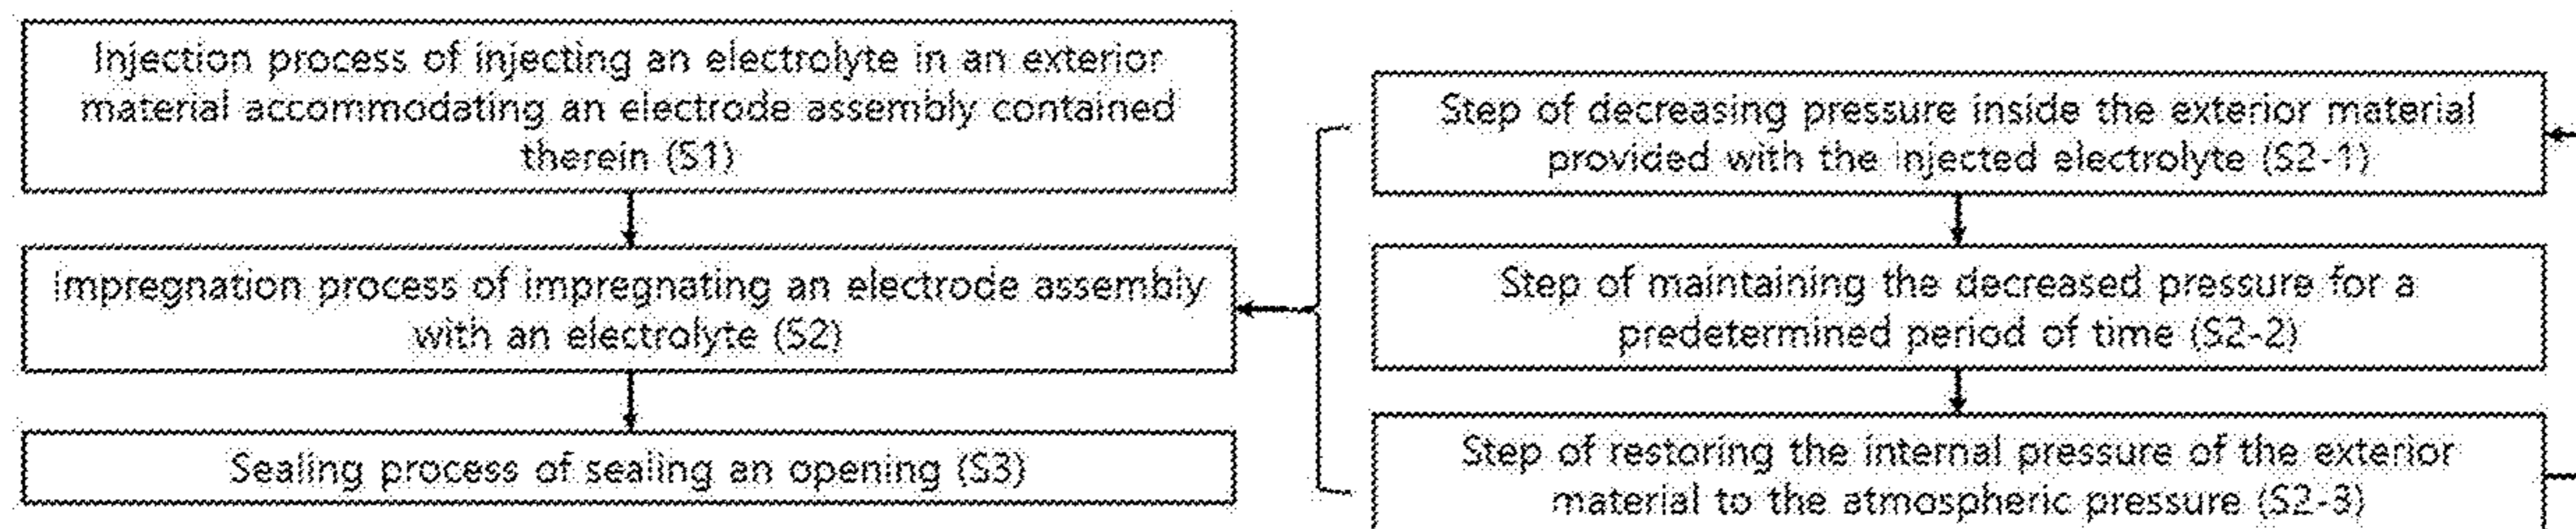 Injection process of injecting an electrolyte in an exterior
material accommodating an electrode assembly contained
therein (S1)
Impregnation process of impregnating an electrode assembly
with an electrolyte (S2)
Sealing process of sealing an opening (S3)
Step of decreasing pressure inside the exterior material
provided with the injected electrolyte (S2-1)
Step of maintaining the decreased pressure for a
predetermined period of time (S2-2)
Step of restoring the internal pressure of the exterior
material to the atmospheric pressure (S2-3)